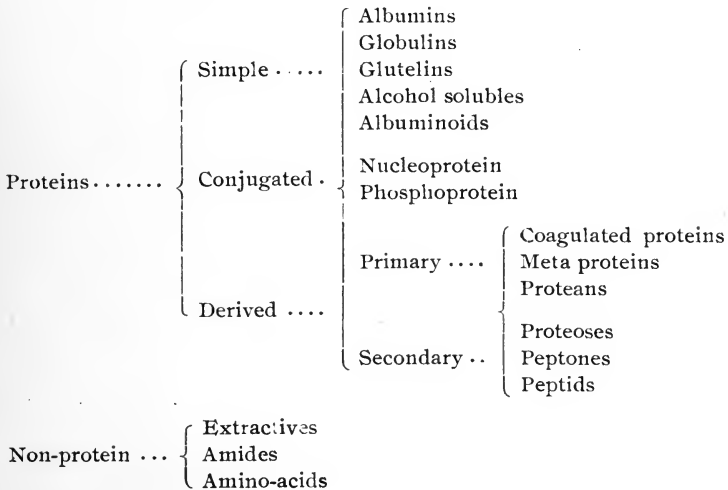 Albumins
Globulins
Simple ..... Glutelins
Alcohol solubles
Albuminoids
Nucleoprotein
Proteins ....... Conjugated . Phosphoprotein
Coagulated proteins
Primary .... Meta proteins
Proteans
Derived ....
Proteoses
Secondary .. Peptones
Peptids
Extractives
Non-protein ... Amides
Amino-acids